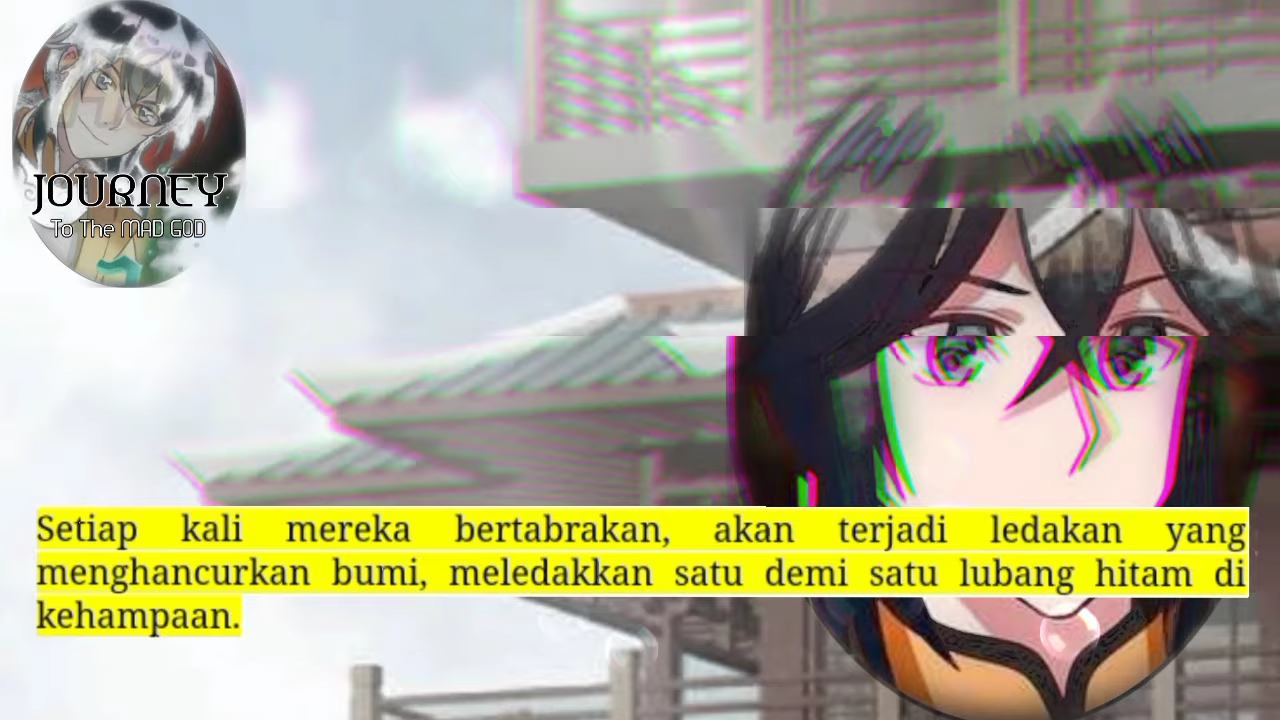 JOURNEY
To The MAD GOD
Setiap kali mereka bertabrakan, akan terjadi ledakan yang
menghancurkan bumi, meledakkan satu demi satu lubang hitam di
kehampaan.